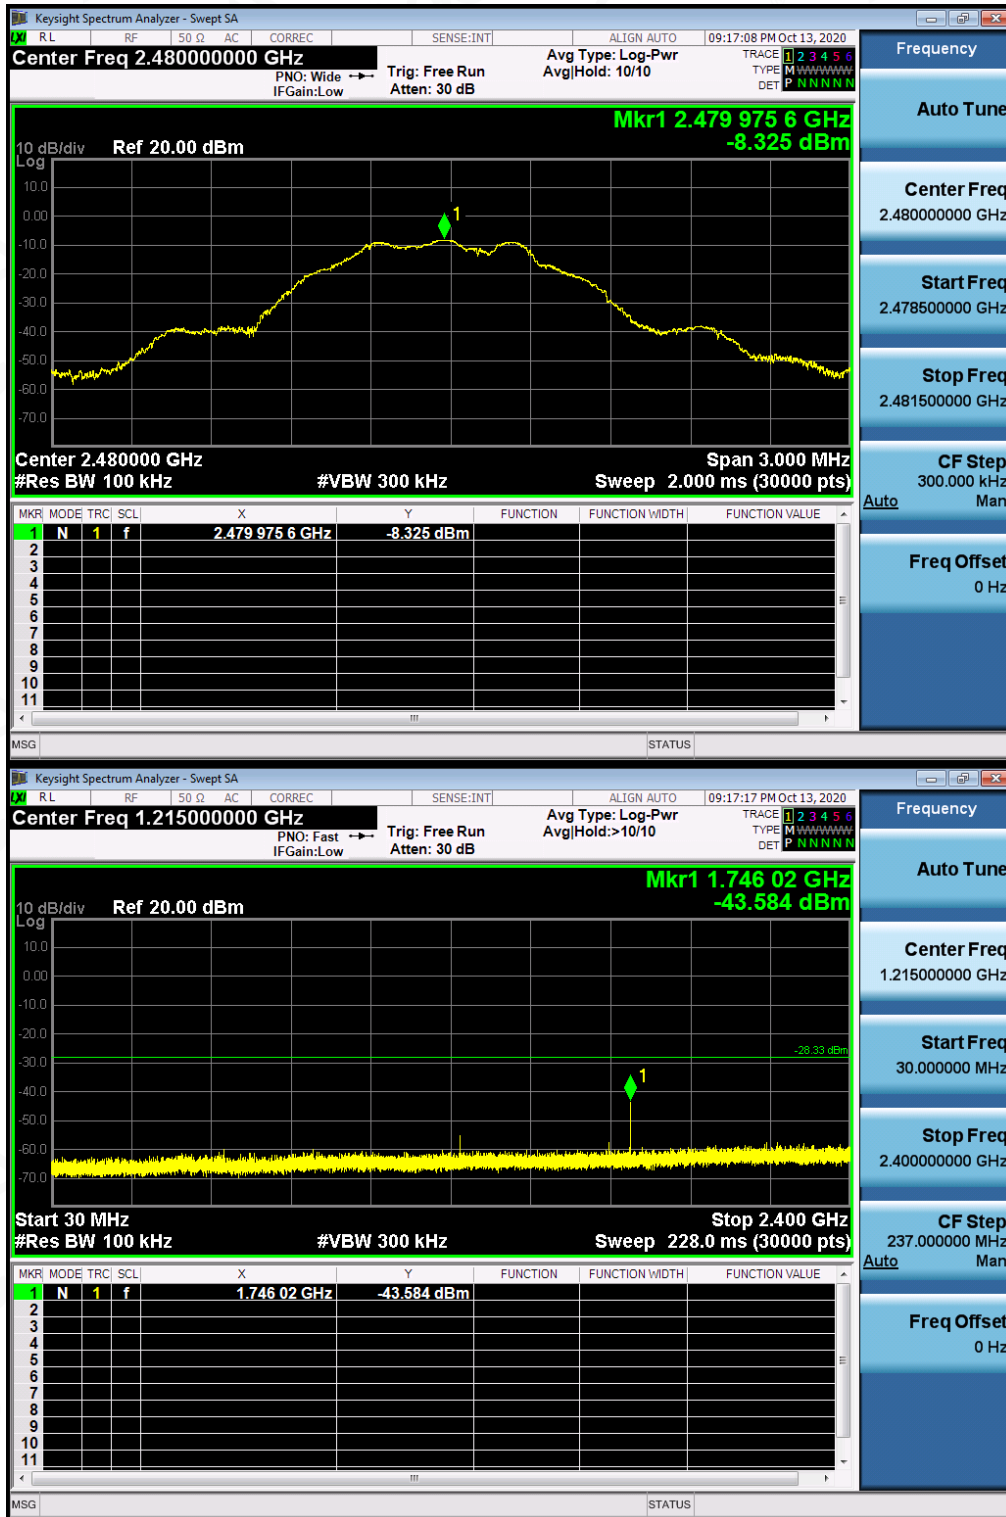 Keysight Spectrum Analyzer - Swept SA
LXI RL RF 50 Ω AC CORREC SENSE:INT ALIGN AUTO 09:17:08 PM Oct 13, 2020
Center Freq 2.480000000 GHz
PNO: Wide
IFGain:Low
Trig: Free Run
Atten: 30 dB
Avg Type: Log-Pwr
Avg|Hold: 10/10
TRACE 1 2 3 4 5 6
TYPE M W W W W W
DET P N N N N N
Mkr1 2.479 975 6 GHz
-8.325 dBm
10 dB/div Ref 20.00 dBm
Log
10.0
0.00
-10.0
-20.0
-30.0
-40.0
-50.0
-60.0
-70.0
1
Center 2.480000 GHz Span 3.000 MHz
#Res BW 100 kHz #VBW 300 kHz Sweep 2.000 ms (30000 pts)
MKR MODE TRC SCL X Y FUNCTION FUNCTION WIDTH FUNCTION VALUE
1 N 1 f 2.479 975 6 GHz -8.325 dBm
2
3
4
5
6
7
8
9
10
11
MSG STATUS
Frequency
Auto Tune
Center Freq
2.480000000 GHz
Start Freq
2.478500000 GHz
Stop Freq
2.481500000 GHz
CF Step
300.000 kHz
Auto Man
Freq Offset
0 Hz
Keysight Spectrum Analyzer - Swept SA
LXI RL RF 50 Ω AC CORREC SENSE:INT ALIGN AUTO 09:17:17 PM Oct 13, 2020
Center Freq 1.215000000 GHz
PNO: Fast
IFGain:Low
Trig: Free Run
Atten: 30 dB
Avg Type: Log-Pwr
Avg|Hold:>10/10
TRACE 1 2 3 4 5 6
TYPE M W W W W W
DET P N N N N N
Mkr1 1.746 02 GHz
-43.584 dBm
10 dB/div Ref 20.00 dBm
Log
10.0
0.00
-10.0
-20.0
-30.0
-40.0
-50.0
-60.0
-70.0
-28.33 dBm
1
Start 30 MHz Stop 2.400 GHz
#Res BW 100 kHz #VBW 300 kHz Sweep 228.0 ms (30000 pts)
MKR MODE TRC SCL X Y FUNCTION FUNCTION WIDTH FUNCTION VALUE
1 N 1 f 1.746 02 GHz -43.584 dBm
2
3
4
5
6
7
8
9
10
11
MSG STATUS
Frequency
Auto Tune
Center Freq
1.215000000 GHz
Start Freq
30.000000 MHz
Stop Freq
2.400000000 GHz
CF Step
237.000000 MHz
Auto Man
Freq Offset
0 Hz